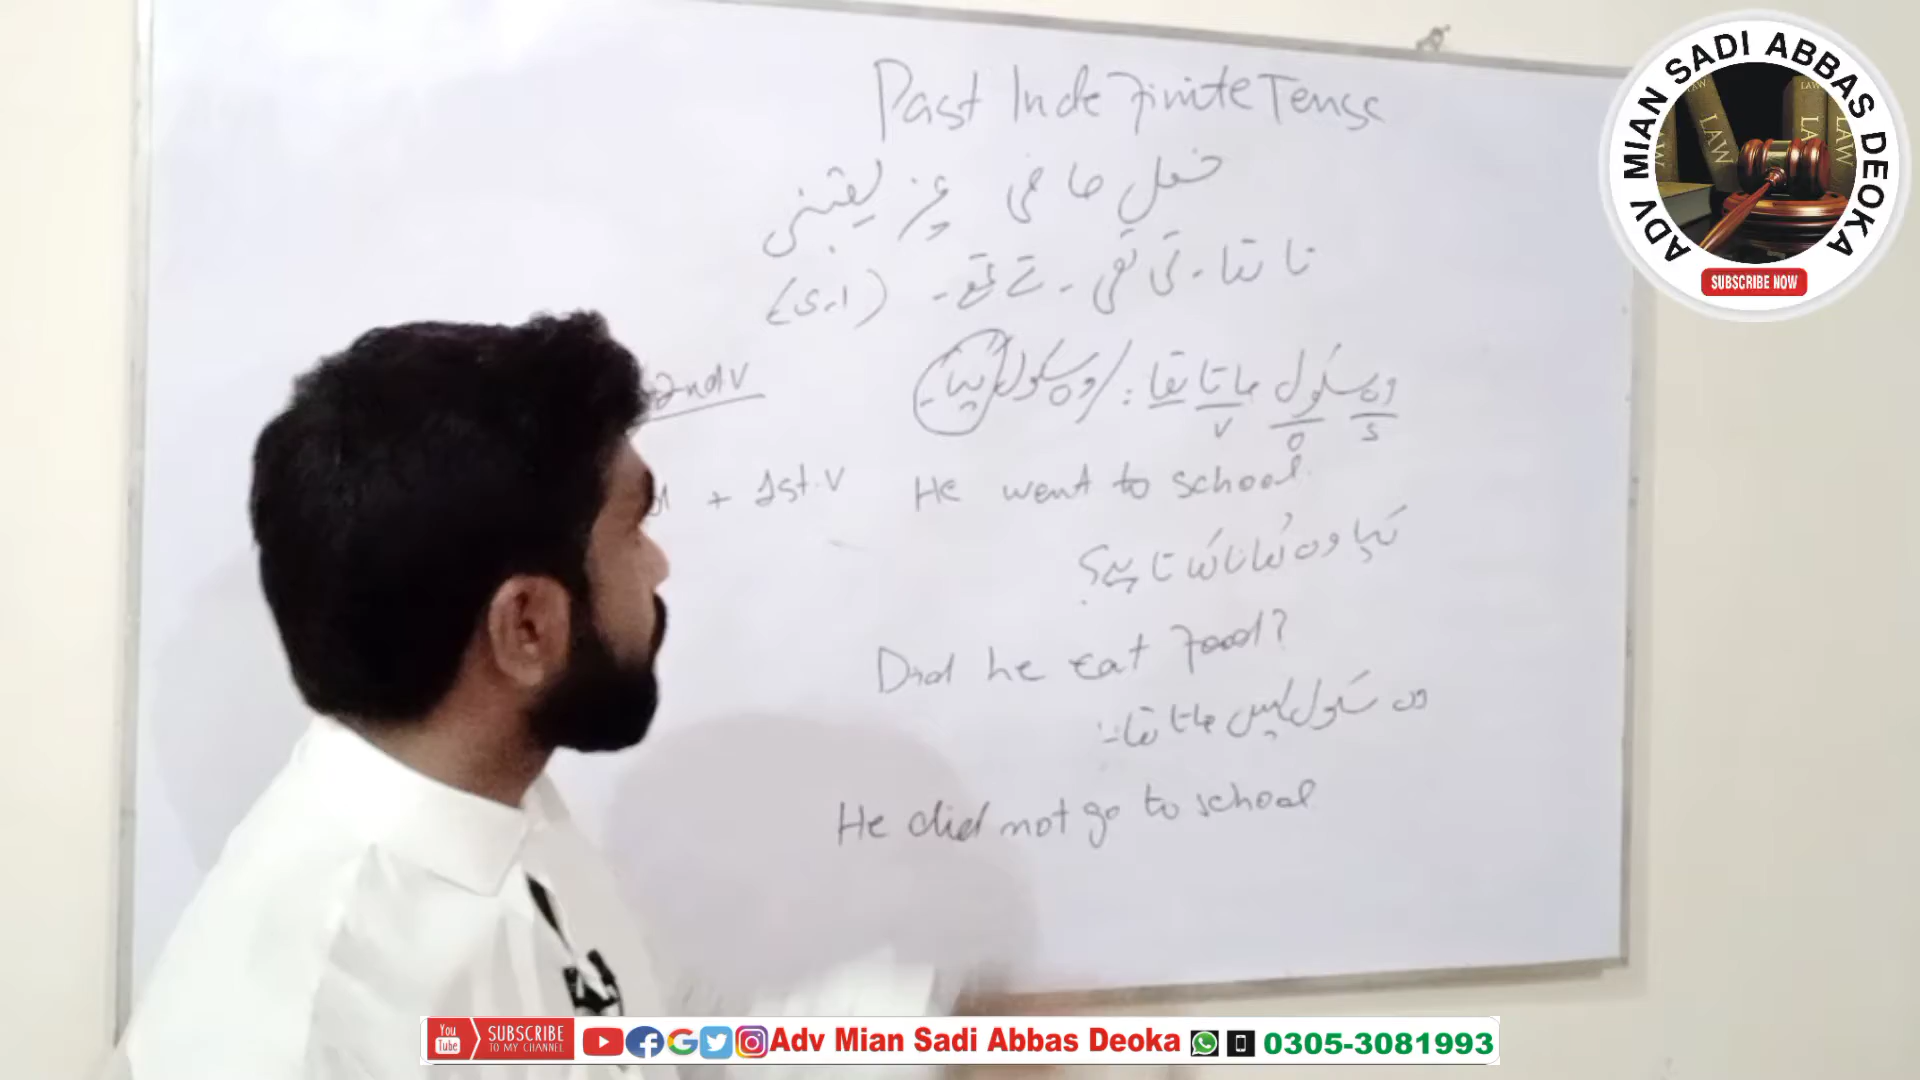 Past Indefinite Tense
فعل ماضی غیر یقینی
تا تھا - تی تھی - تے تھے - (ا، ی، ے)
2nd v
وہ سکول جاتا تھا : / وہ سکول گیا -
v o s
+ 1st.v
He went to school.
کیا وہ کھانا کھاتا ہے؟
Did he eat food?
وہ سکول نہیں جاتا تھا -
He did not go to school
ADV MIAN SADI ABBAS DEOKA
LAW
LAW
LAW
SUBSCRIBE NOW
You Tube SUBSCRIBE TO MY CHANNEL
Adv Mian Sadi Abbas Deoka 0305-3081993